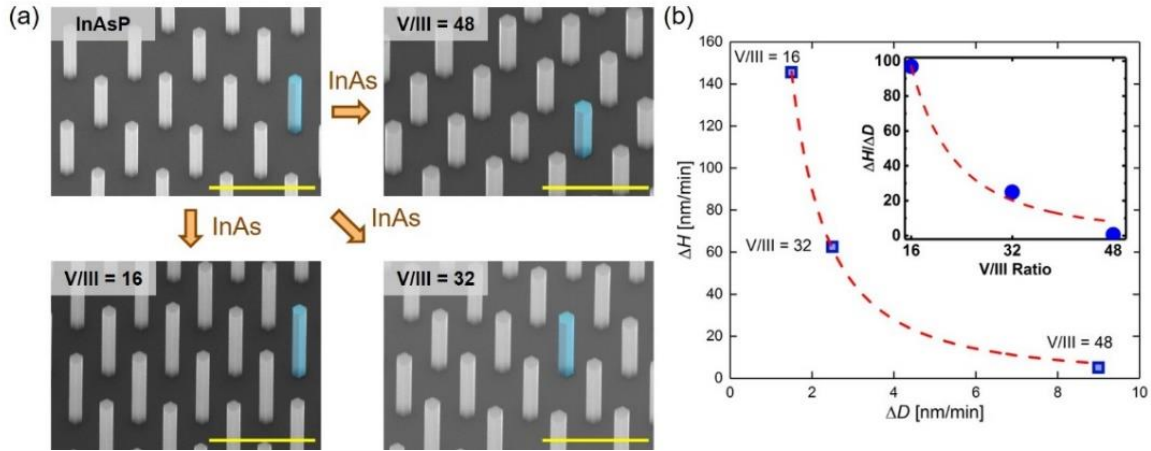 (a)
InAsP
V/III = 48
InAs
InAs
InAs
V/III = 16
V/III = 32
(b)
160
140
120
100
80
60
40
20
0
ΔH [nm/min]
0
2
4
6
8
10
ΔD [nm/min]
V/III = 16
V/III = 32
V/III = 48
100
80
60
40
20
0
ΔH/ΔD
16
32
48
V/III Ratio